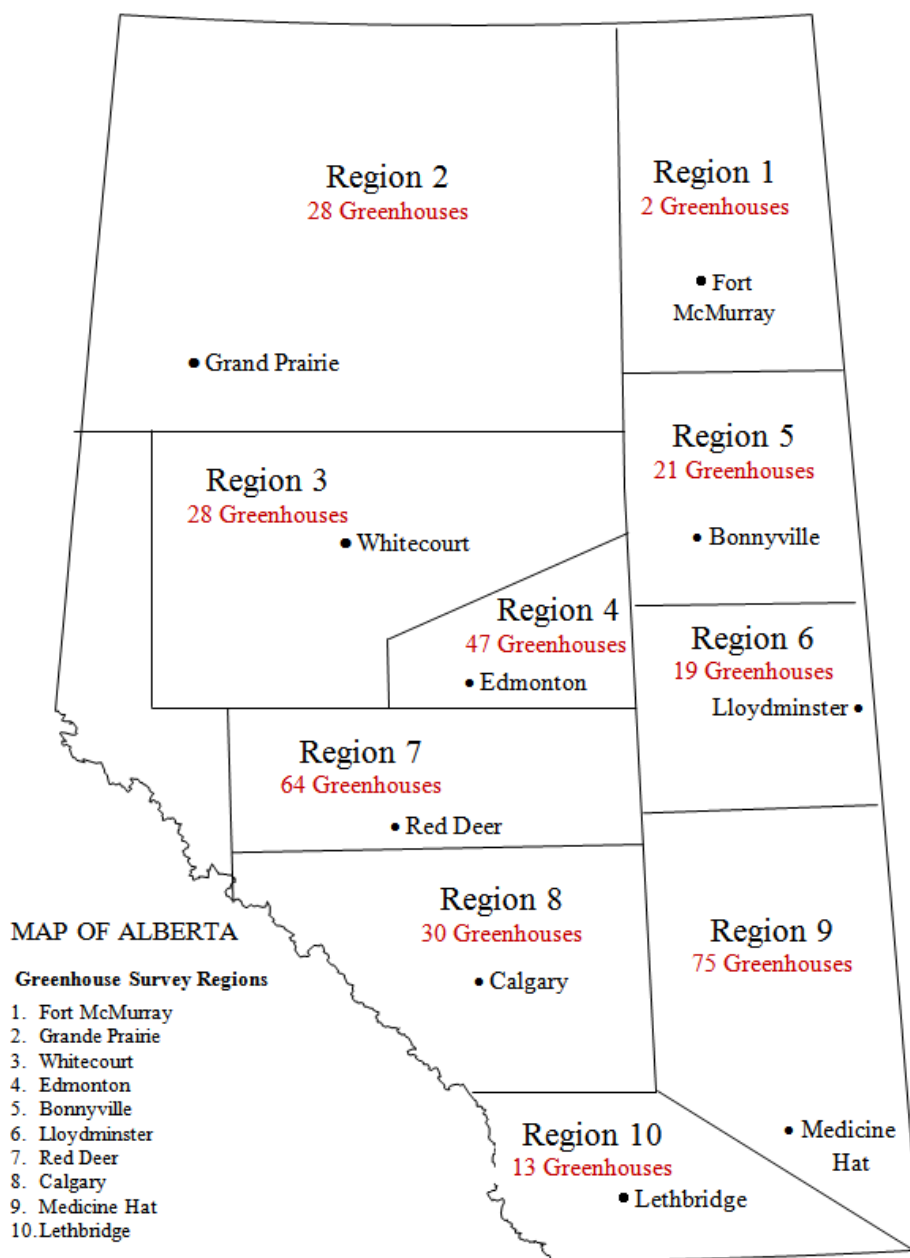 Region 2
28 Greenhouses
Region 1
2 Greenhouses
Fort
McMurray
Grand Prairie
Region 5
21 Greenhouses
Region 3
28 Greenhouses
Whitecourt
Bonnyville
Region 4
47 Greenhouses
Edmonton
Region 6
19 Greenhouses
Lloydminster
Region 7
64 Greenhouses
Red Deer
Region 8
30 Greenhouses
Calgary
Region 9
75 Greenhouses
Medicine
Hat
Region 10
13 Greenhouses
Lethbridge
MAP OF ALBERTA
Greenhouse Survey Regions
1. Fort McMurray
2. Grande Prairie
3. Whitecourt
4. Edmonton
5. Bonnyville
6. Lloydminster
7. Red Deer
8. Calgary
9. Medicine Hat
10.Lethbridge